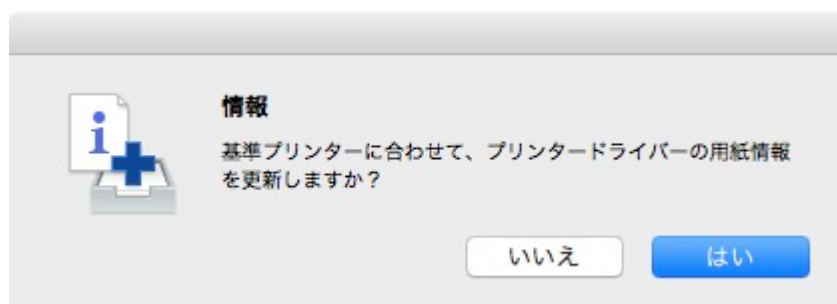 情報
基準プリンターに合わせて、プリンタードライバーの用紙情報
を更新しますか？
いいえ
はい